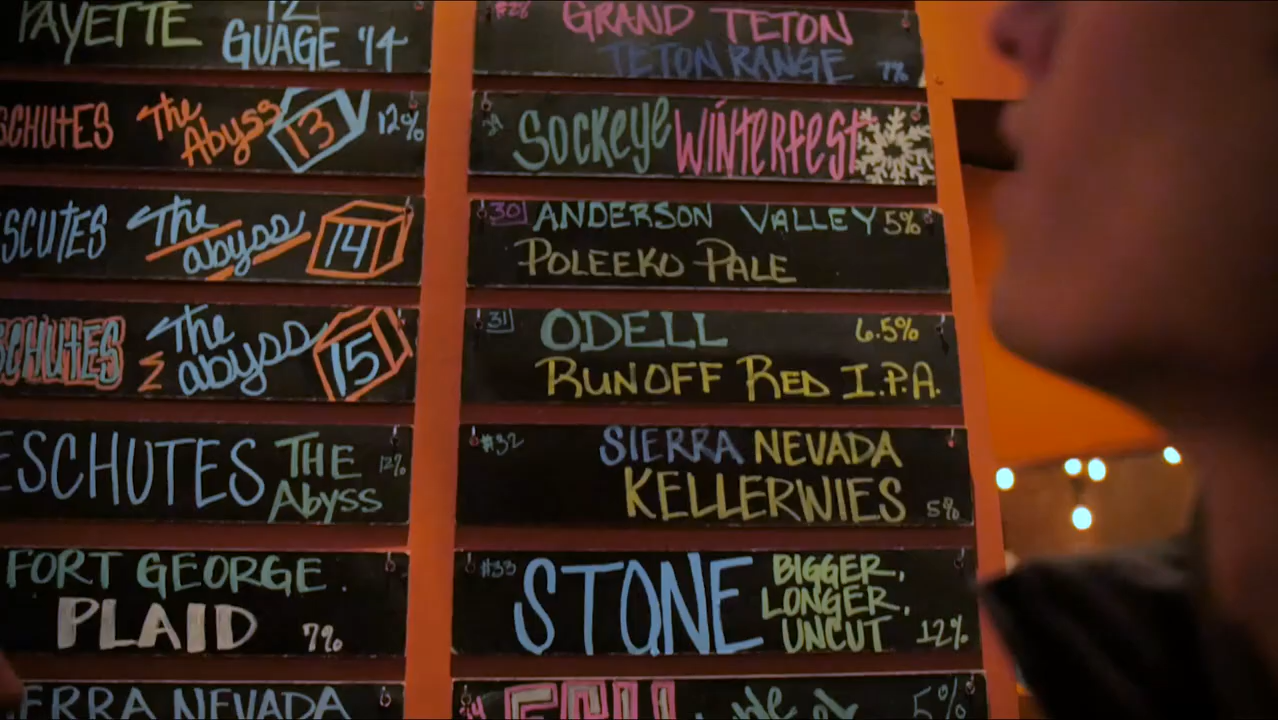 PAYETTE 12
GUAGE '14
SCHUTES The Abyss 13 12%
SCUTES The abyss 14
SCHUTES The abyss 15
ESCHUTES THE Abyss 12%
FORT GEORGE
PLAID 7%
ERRA NEVADA
#28 GRAND TETON
TETON RANGE 7%
SOCKEYE WINTERFEST
30 ANDERSON VALLEY 5%
POLEEKO PALE
31 ODELL 6.5%
RUNOFF RED I.P.A.
#32 SIERRA NEVADA
KELLERWIES 5%
#33 STONE BIGGER,
LONGER,
UNCUT 12%
5%